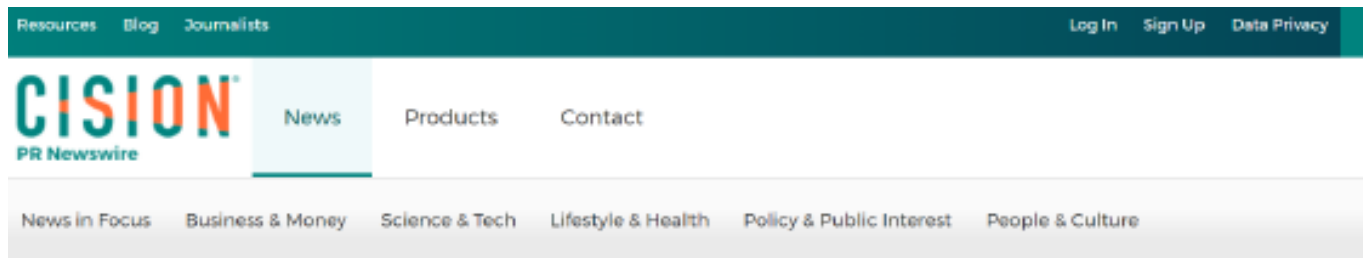 Resources Blog Journalists Log In Sign Up Data Privacy
CISION
PR Newswire
News Products Contact
News in Focus Business & Money Science & Tech Lifestyle & Health Policy & Public Interest People & Culture